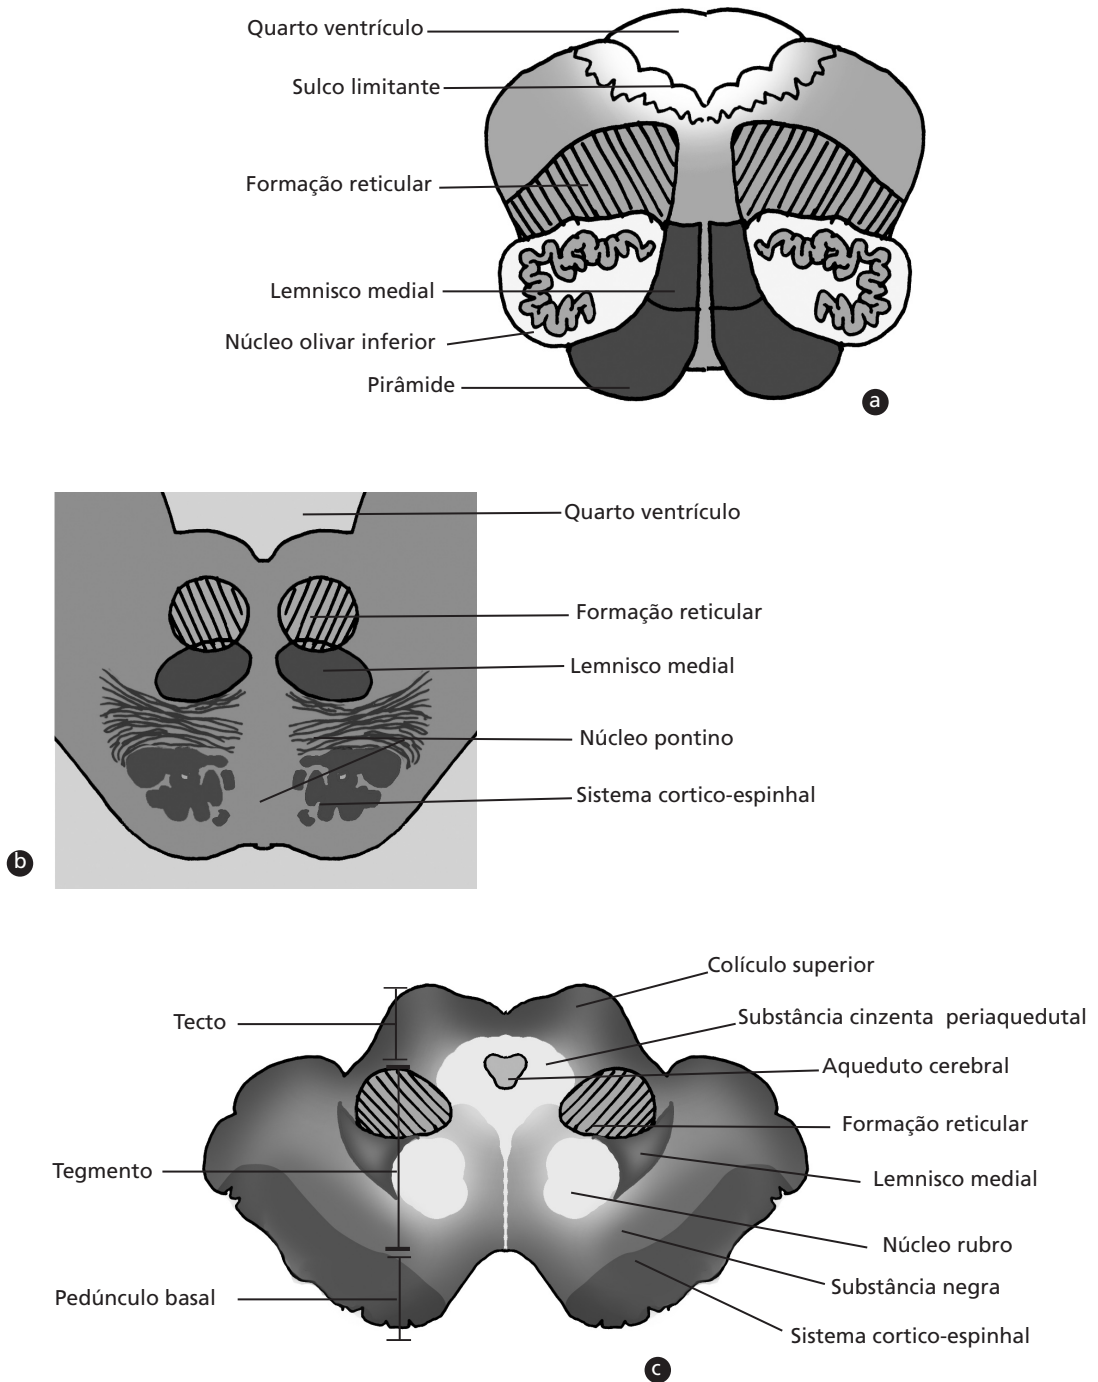 Quarto ventrículo
Sulco limitante
Formação reticular
Lemnisco medial
Núcleo olivar inferior
Pirâmide
a
Quarto ventrículo
Formação reticular
Lemnisco medial
Núcleo pontino
Sistema cortico-espinhal
b
Colículo superior
Substância cinzenta periaquedutal
Tecto
Aqueduto cerebral
Formação reticular
Tegmento
Lemnisco medial
Núcleo rubro
Substância negra
Pedúnculo basal
Sistema cortico-espinhal
c